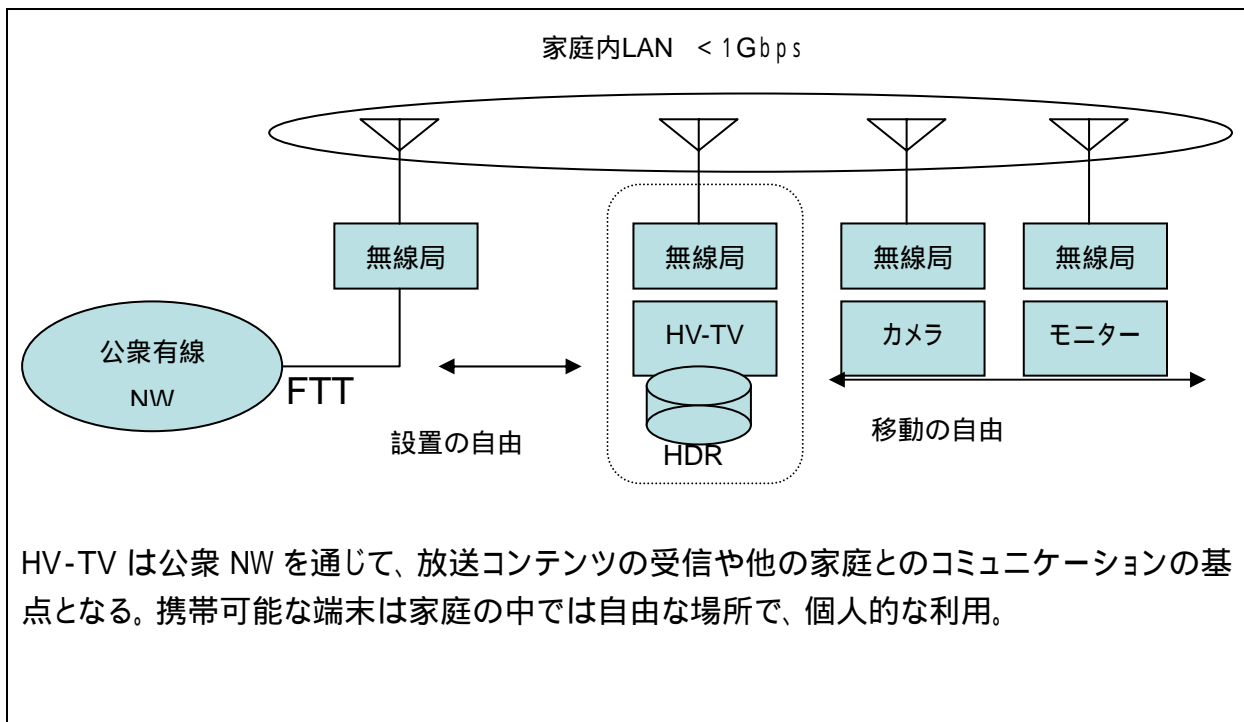 家庭内LAN < 1Gbps
無線局
無線局
無線局
無線局
HV-TV
カメラ
モニター
公衆有線
NW
FTT
設置の自由
HDR
移動の自由
HV-TV は公衆 NW を通じて、放送コンテンツの受信や他の家庭とのコミュニケーションの基
点となる。携帯可能な端末は家庭の中では自由な場所で、個人的な利用。